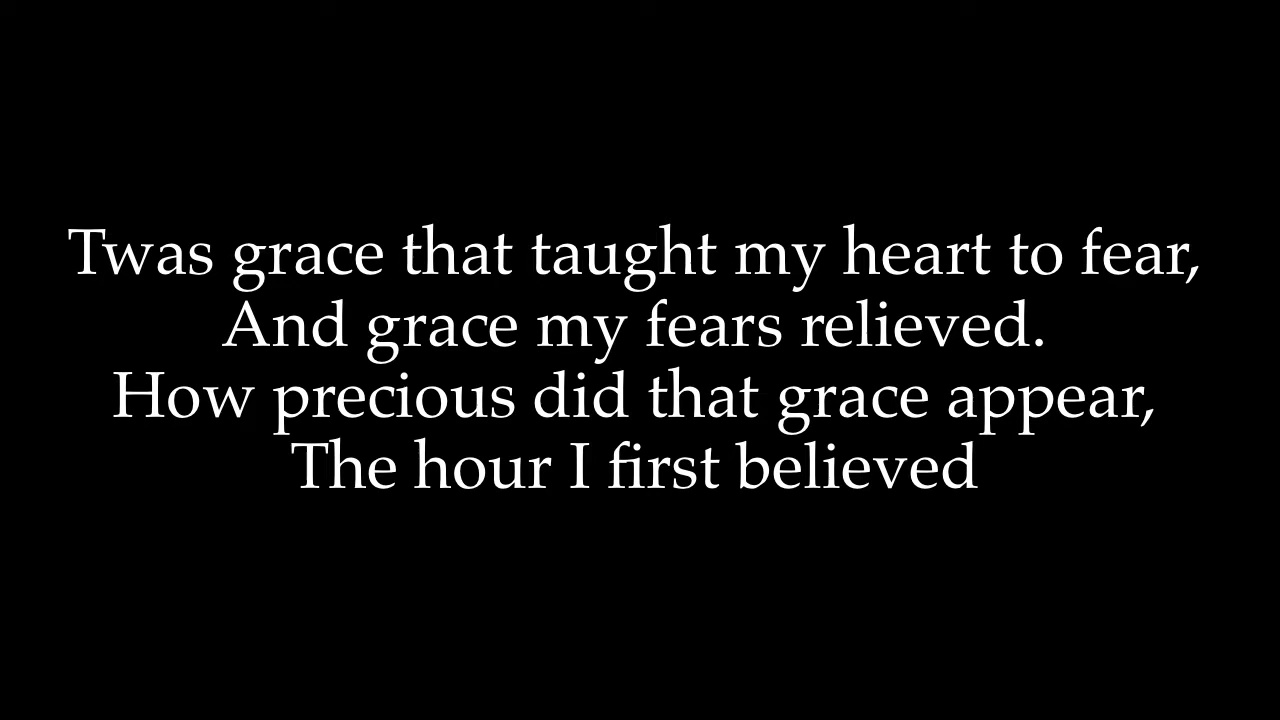 Twas grace that taught my heart to fear,
And grace my fears relieved.
How precious did that grace appear,
The hour I first believed